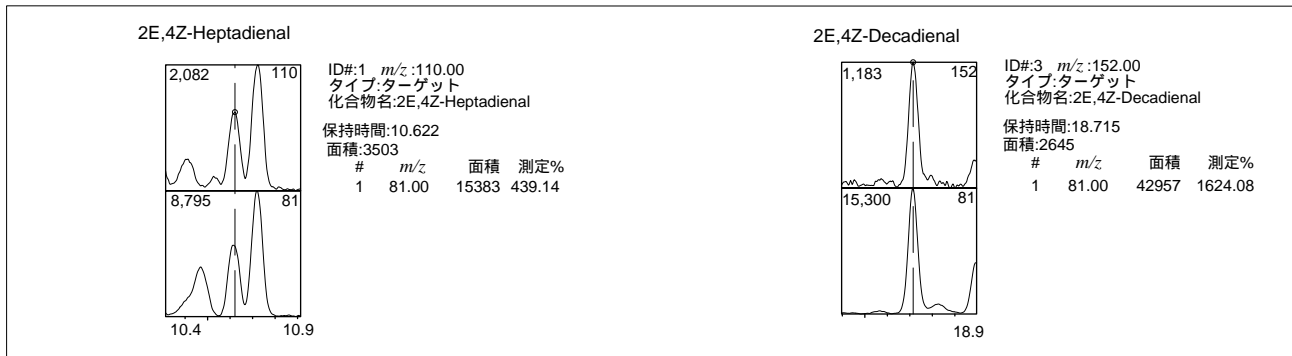 2E,4Z-Heptadienal
2,082 110
ID#:1 m/z:110.00
タイプ:ターゲット
化合物名:2E,4Z-Heptadienal
保持時間:10.622
面積:3503
# m/z 面積 測定%
1 81.00 15383 439.14
8,795 81
10.4 10.9
2E,4Z-Decadienal
1,183 152
ID#:3 m/z:152.00
タイプ:ターゲット
化合物名:2E,4Z-Decadienal
保持時間:18.715
面積:2645
# m/z 面積 測定%
1 81.00 42957 1624.08
15,300 81
18.9